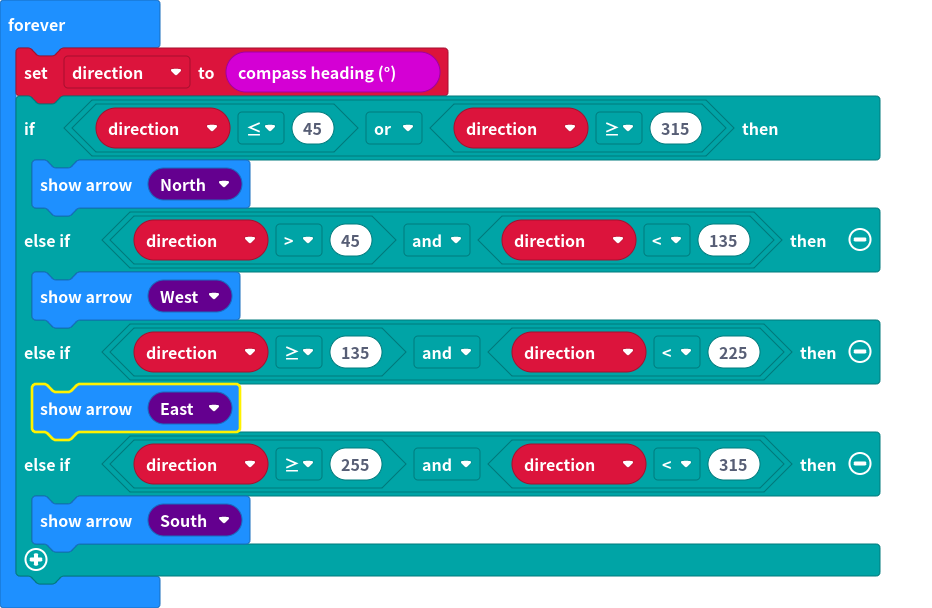 forever
set direction to compass heading (°)
if direction ≤ 45 or direction ≥ 315 then
show arrow North
else if direction > 45 and direction < 135 then
show arrow West
else if direction ≥ 135 and direction < 225 then
show arrow East
else if direction ≥ 255 and direction < 315 then
show arrow South